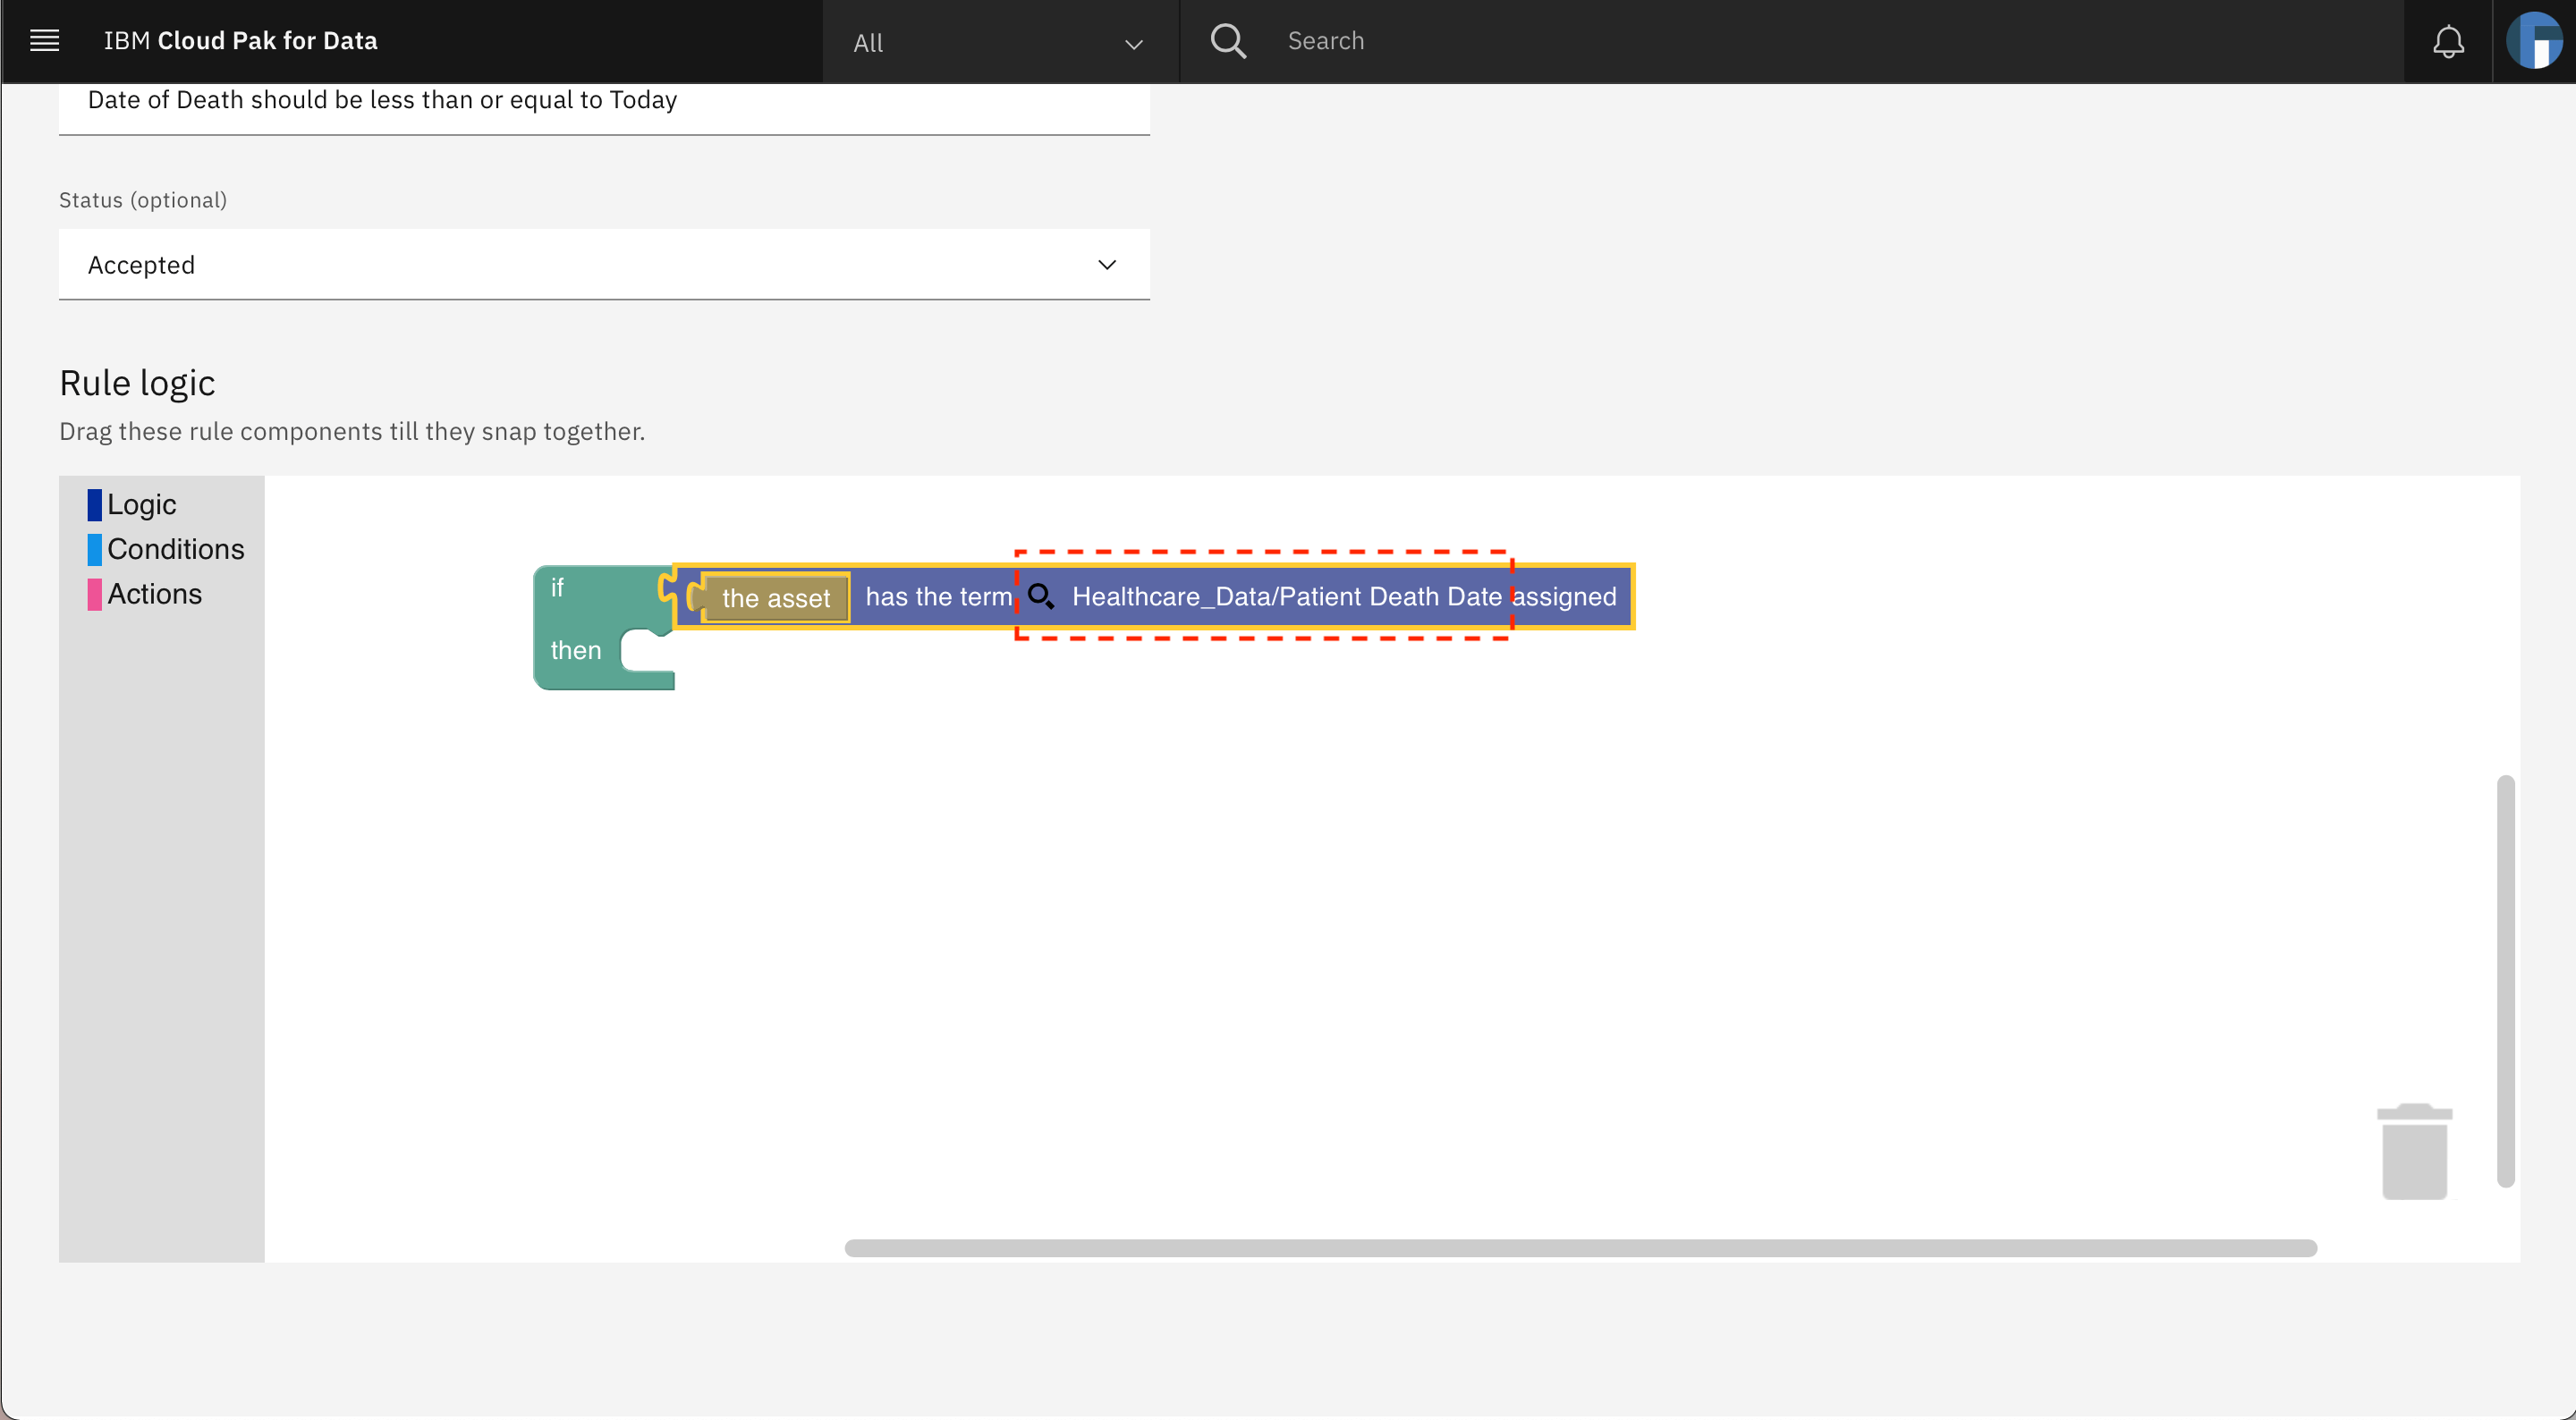 IBM Cloud Pak for Data
All
Search
Date of Death should be less than or equal to Today
Status (optional)
Accepted
Rule logic
Drag these rule components till they snap together.
Logic
Conditions
Actions
if the asset has the term Healthcare_Data/Patient Death Date assigned
then